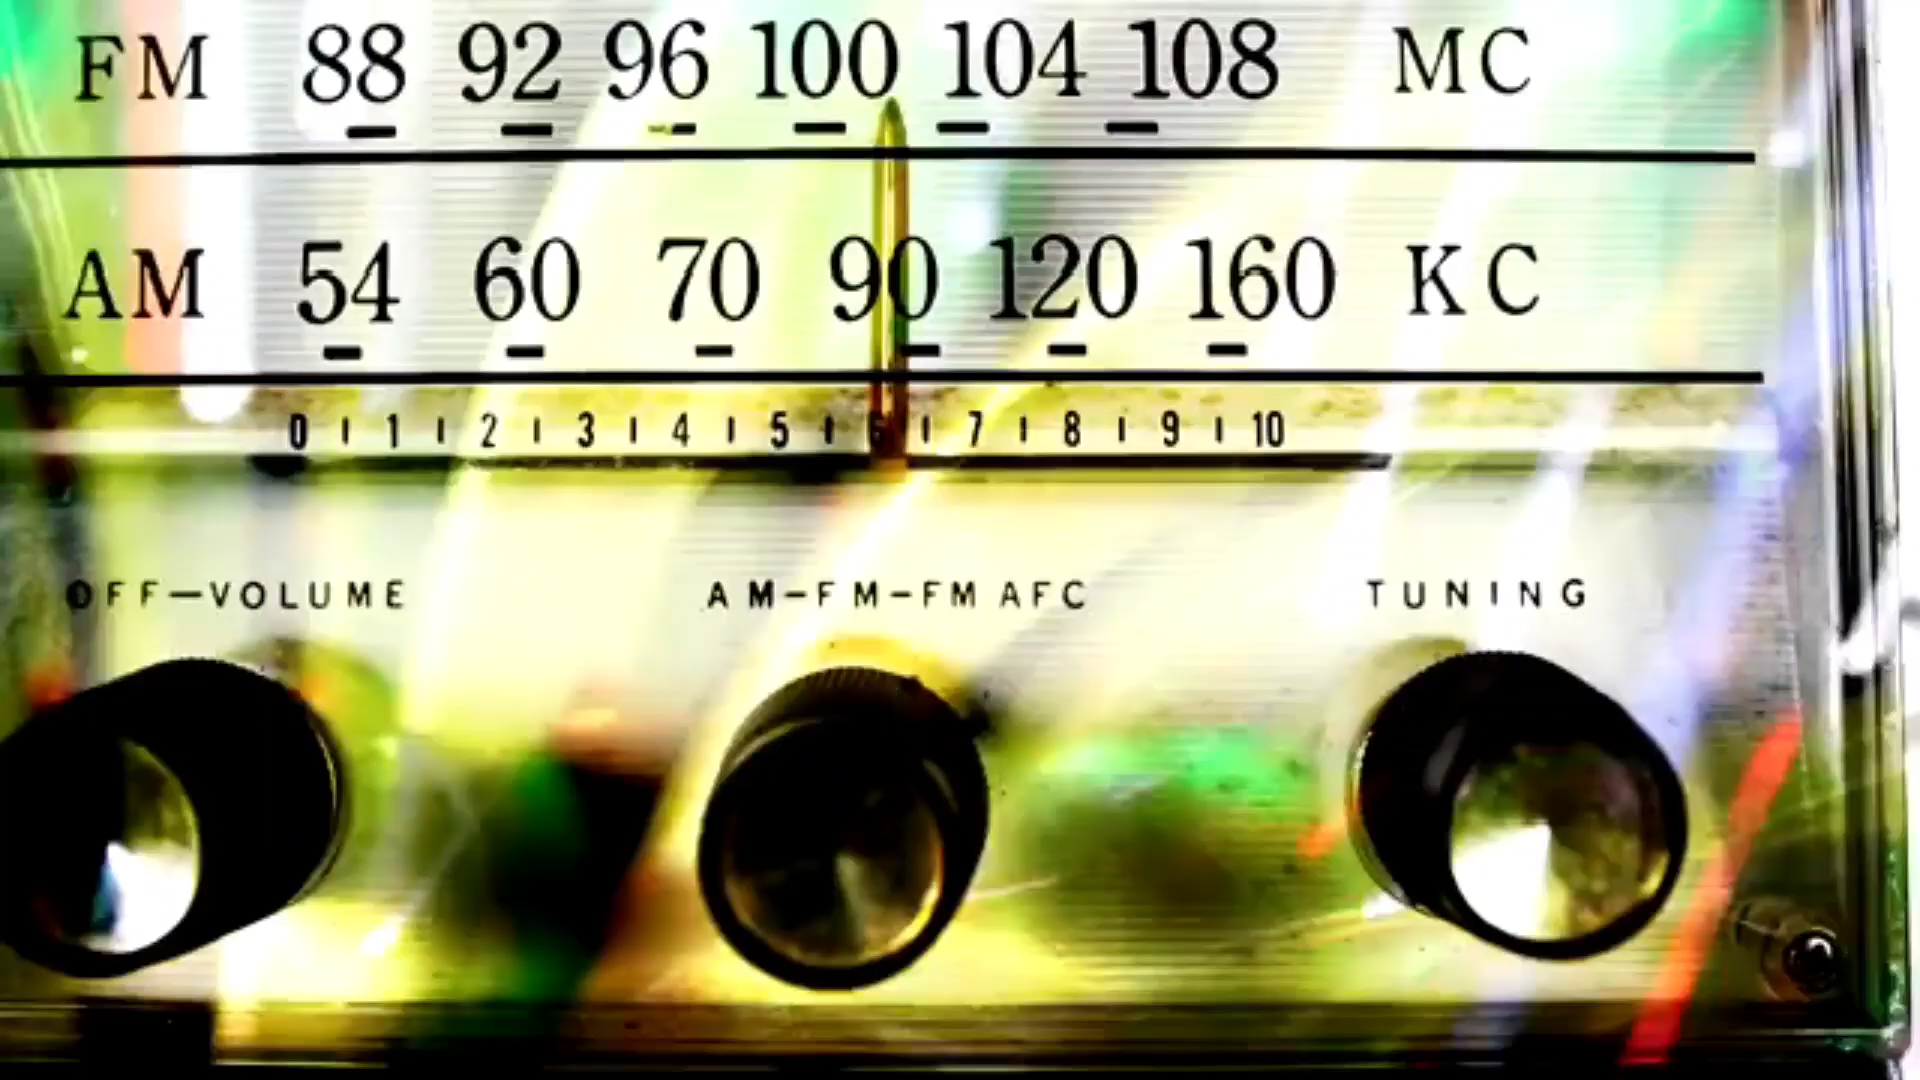 FM 88 92 96 100 104 108 MC
AM 54 60 70 90 120 160 KC
0 1 2 3 4 5 6 7 8 9 10
OFF-VOLUME AM-FM-FM AFC TUNING